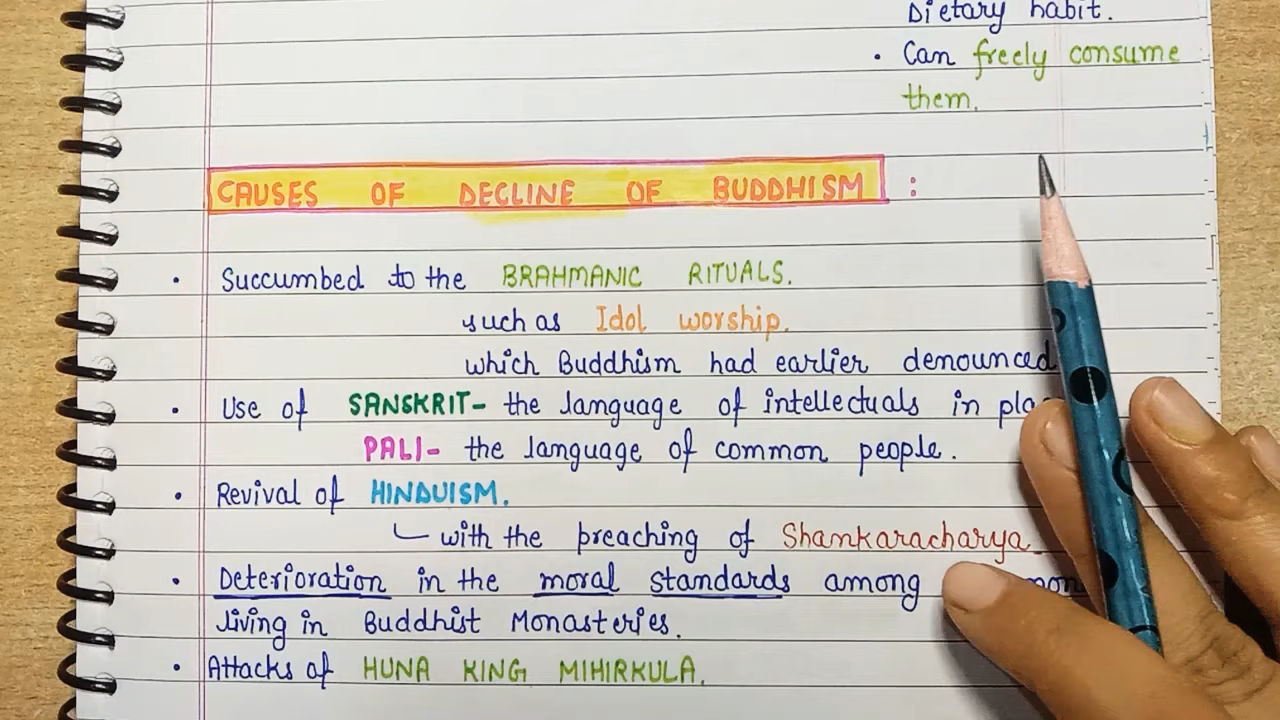 Dietary habit.
• Can freely consume
them.
CAUSES OF DECLINE OF BUDDHISM :
• Succumbed to the BRAHMANIC RITUALS.
such as Idol worship.
which Buddhism had earlier denounced
• Use of SANSKRIT- the language of intellectuals in
PALI- the language of common people.
• Revival of HINDUISM.
with the preaching of Shankaracharya
• Deterioration in the moral standards among
living in Buddhist Monasteries.
• Attacks of HUNA KING MIHIRKULA.